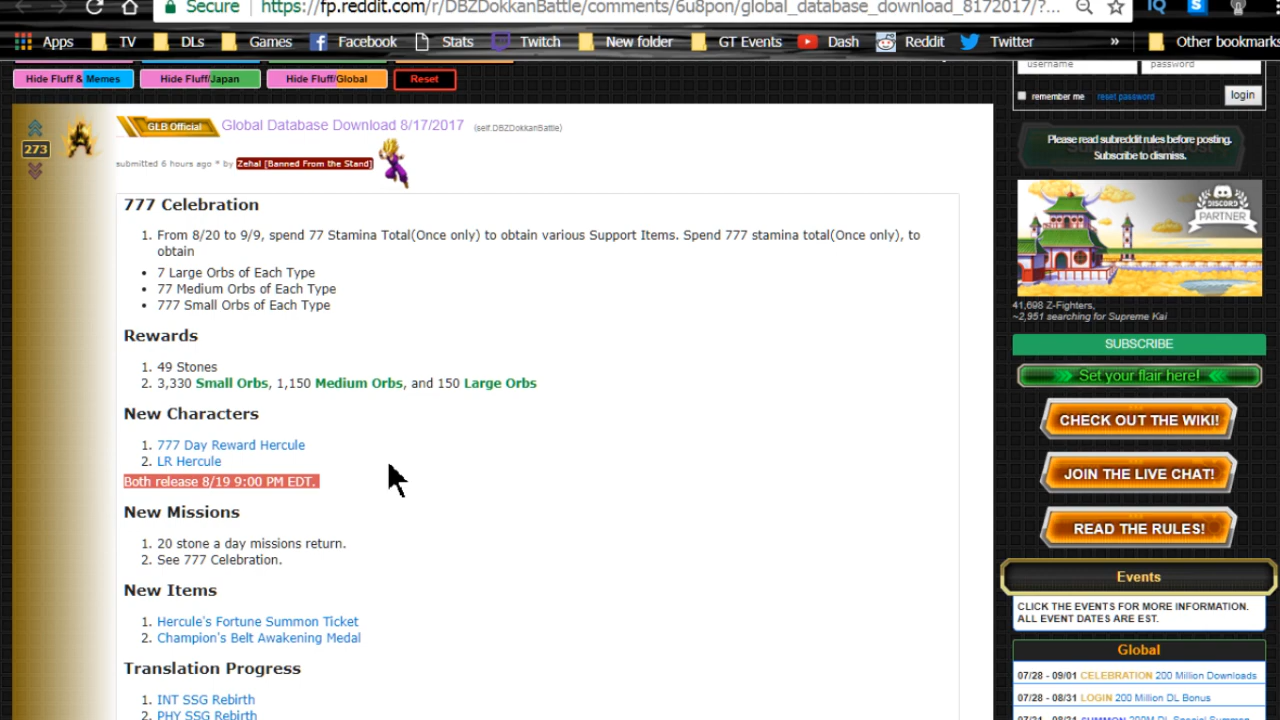 Secure https://fp.reddit.com/r/DBZDokkanBattle/comments/6u8pon/global_database_download_8172017/?...
Apps TV DLs Games Facebook Stats Twitch New folder GT Events Dash Reddit Twitter » Other bookmarks
username password
Hide Fluff & Memes Hide Fluff/Japan Hide Fluff/Global Reset
remember me reset password login
GLB Official Global Database Download 8/17/2017 (self.DBZDokkanBattle)
273
submitted 6 hours ago * by Zehal [Banned From the Stand]
Please read subreddit rules before posting.
Subscribe to dismiss.
777 Celebration
1. From 8/20 to 9/9, spend 77 Stamina Total(Once only) to obtain various Support Items. Spend 777 stamina total(Once only), to
obtain
• 7 Large Orbs of Each Type
• 77 Medium Orbs of Each Type
• 777 Small Orbs of Each Type
Rewards
1. 49 Stones
2. 3,330 Small Orbs, 1,150 Medium Orbs, and 150 Large Orbs
New Characters
1. 777 Day Reward Hercule
2. LR Hercule
Both release 8/19 9:00 PM EDT.
New Missions
1. 20 stone a day missions return.
2. See 777 Celebration.
New Items
1. Hercule's Fortune Summon Ticket
2. Champion's Belt Awakening Medal
Translation Progress
1. INT SSG Rebirth
2. PHY SSG Rebirth
DISCORD
PARTNER
41,698 Z-Fighters,
~2,951 searching for Supreme Kai
SUBSCRIBE
Set your flair here!
CHECK OUT THE WIKI!
JOIN THE LIVE CHAT!
READ THE RULES!
Events
CLICK THE EVENTS FOR MORE INFORMATION.
ALL EVENT DATES ARE EST.
Global
07/28 - 09/01 CELEBRATION 200 Million Downloads
07/28 - 08/31 LOGIN 200 Million DL Bonus